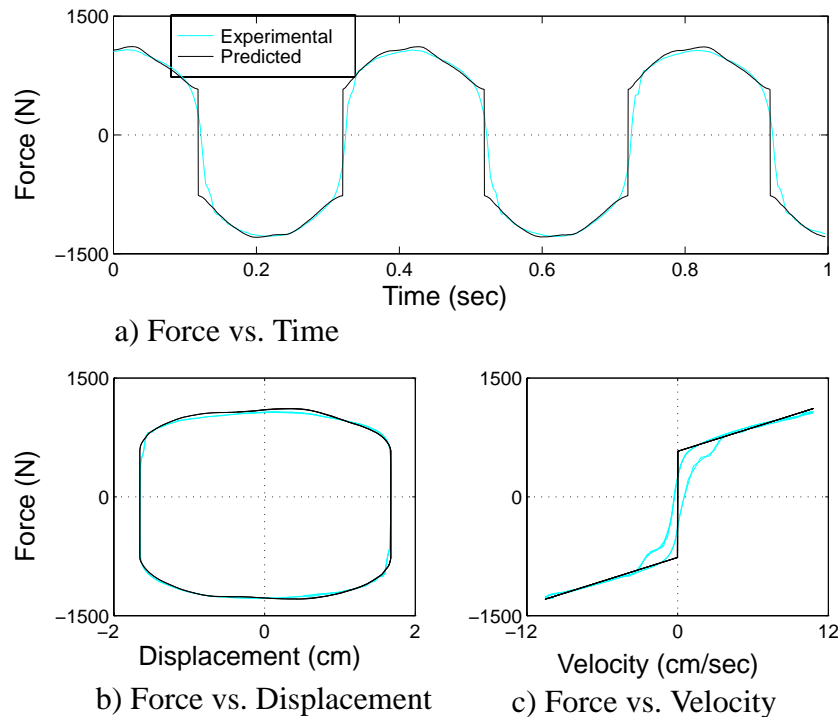 1500
Experimental
Predicted
Force (N)
0
−1500
0 0.2 0.4 0.6 0.8 1
Time (sec)
a) Force vs. Time
1500
Force (N)
0
−1500
−2 0 2
Displacement (cm)
b) Force vs. Displacement
1500
0
−1500
−12 0 12
Velocity (cm/sec)
c) Force vs. Velocity